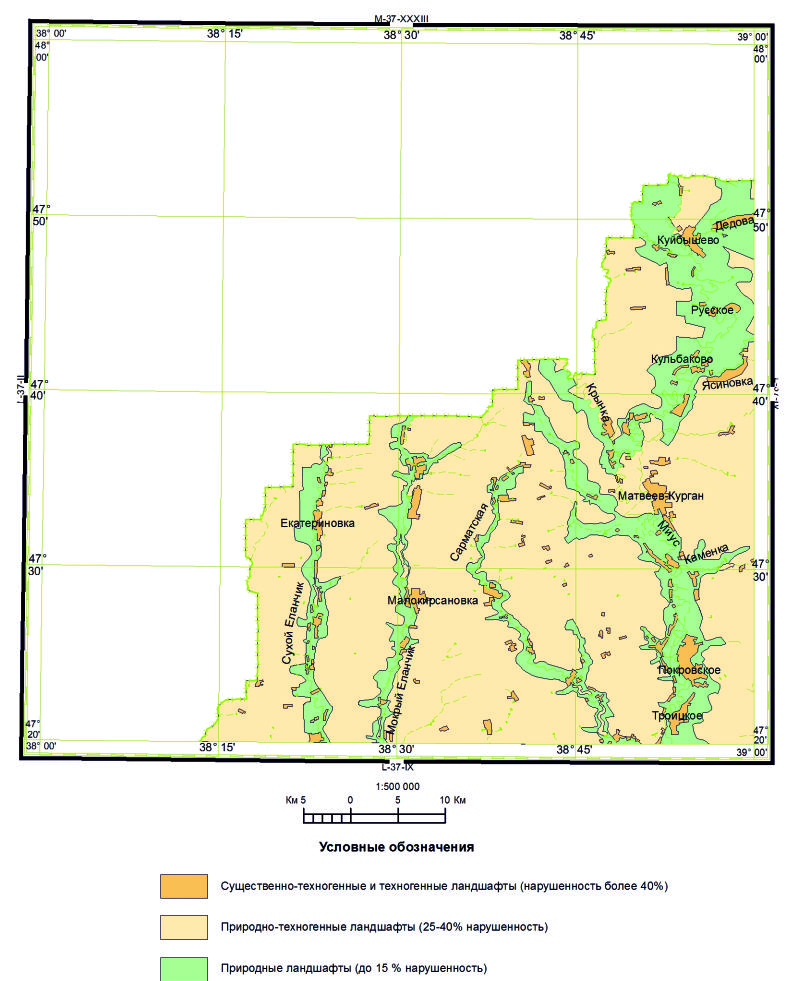 М-37-XXXIII
38° 00'
38° 15'
38° 30'
38° 45'
39° 00'
48°
00'
48°
00'
47°
50'
47°
50'
Дедова
Куйбышево
Русское
Кульбаково
Ясиновка
L-37-II
47°
40'
47°
40'
Крынка
Матвеев Курган
Екатериновка
Сарматская
Миус
Каменка
47°
30'
47°
30'
Малокирсановка
Сухой Еланчик
Мокрый Еланчик
Покровское
Троицкое
47°
20'
47°
20'
38° 00'
38° 15'
38° 30'
38° 45'
39° 00'
L-37-IX
1:500 000
Км 5 0 5 10 Км
Условные обозначения
Существенно-техногенные и техногенные ландшафты (нарушенность более 40%)
Природно-техногенные ландшафты (25-40% нарушенность)
Природные ландшафты (до 15 % нарушенность)